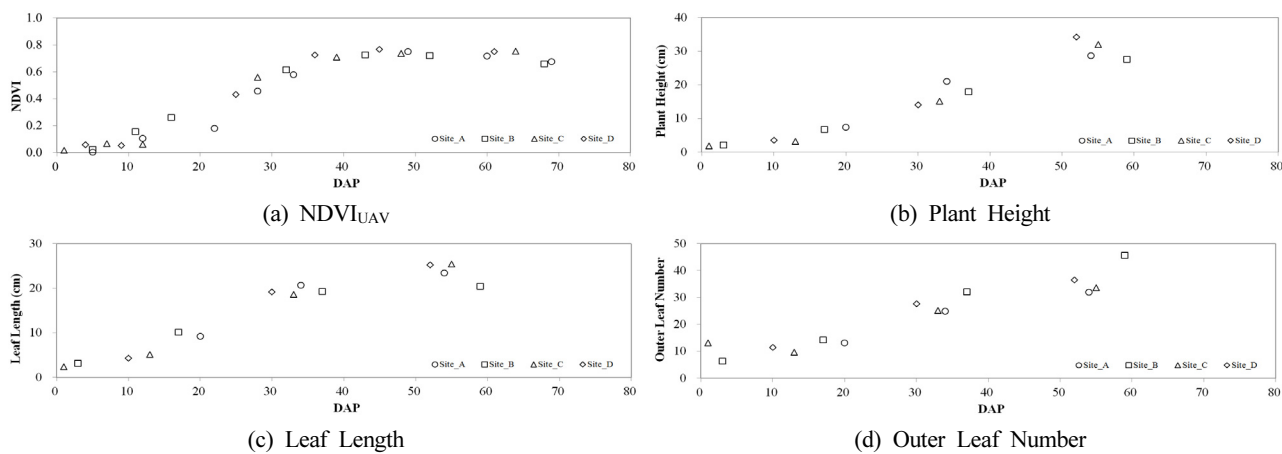 1.0
0.8
0.6
0.4
0.2
0.0
NDVI
0 10 20 30 40 50 60 70 80
DAP
Site_A Site_B Site_C Site_D
(a) NDVIUAV
40
30
20
10
0
Plant Height (cm)
0 10 20 30 40 50 60 70 80
DAP
Site_A Site_B Site_C Site_D
(b) Plant Height
30
20
10
0
Leaf Length (cm)
0 10 20 30 40 50 60 70 80
DAP
Site_A Site_B Site_C Site_D
(c) Leaf Length
50
40
30
20
10
0
Outer Leaf Number
0 10 20 30 40 50 60 70 80
DAP
Site_A Site_B Site_C Site_D
(d) Outer Leaf Number